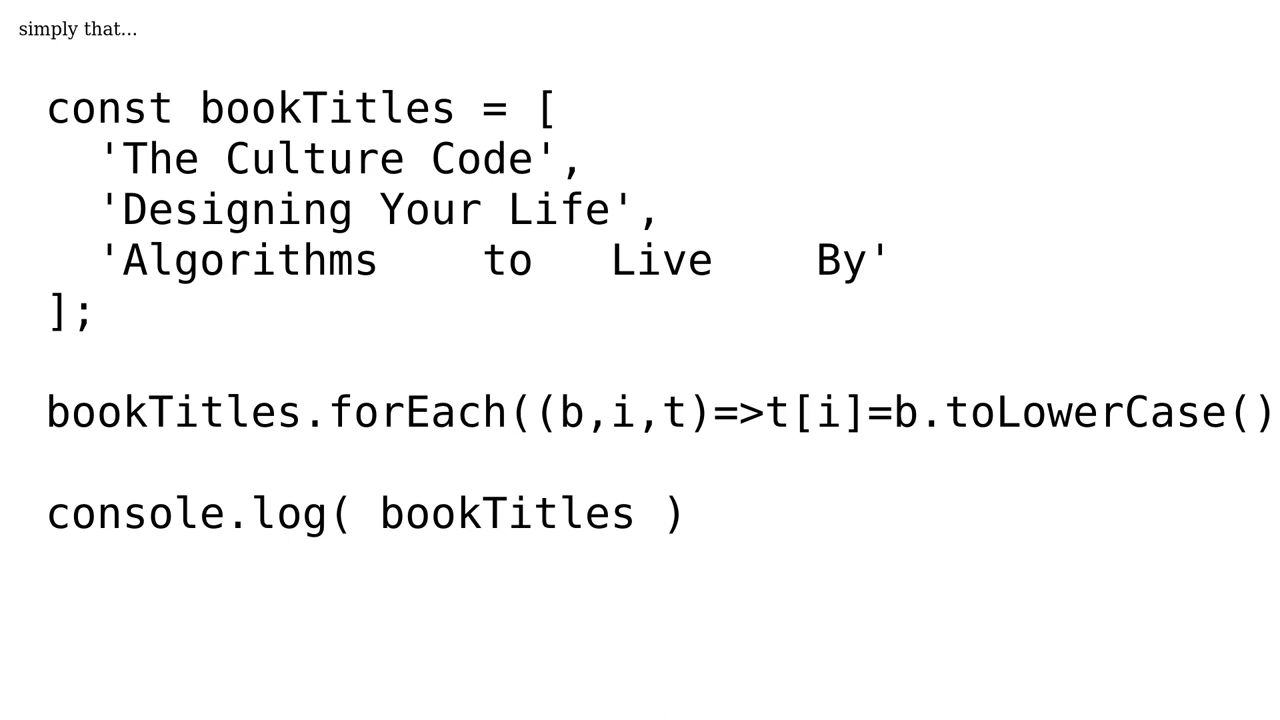 simply that...
const bookTitles = [
  'The Culture Code',
  'Designing Your Life',
  'Algorithms    to   Live    By'
];
bookTitles.forEach((b,i,t)=>t[i]=b.toLowerCase()
console.log( bookTitles )